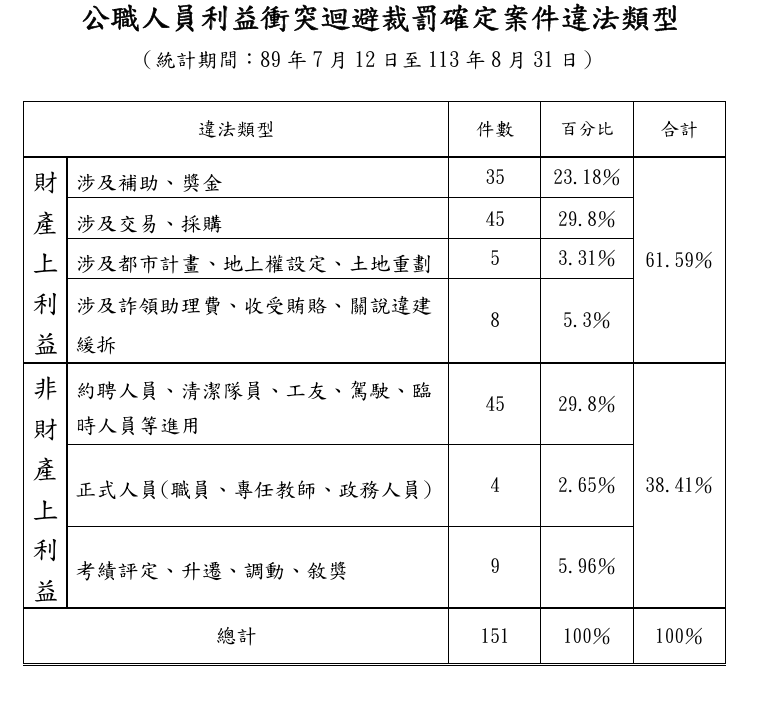 公職人員利益衝突迴避裁罰確定案件違法類型
（統計期間：89 年 7 月 12 日至 113 年 8 月 31 日）
違法類型 件數 百分比 合計
財產上利益
涉及補助、獎金 35 23.18%
涉及交易、採購 45 29.8%
涉及都市計畫、地上權設定、土地重劃 5 3.31%
61.59%
涉及詐領助理費、收受賄賂、關說違建
緩拆
8 5.3%
非財產上利益
約聘人員、清潔隊員、工友、駕駛、臨
時人員等進用
45 29.8%
正式人員(職員、專任教師、政務人員) 4 2.65%
38.41%
考績評定、升遷、調動、敘獎 9 5.96%
總計 151 100% 100%